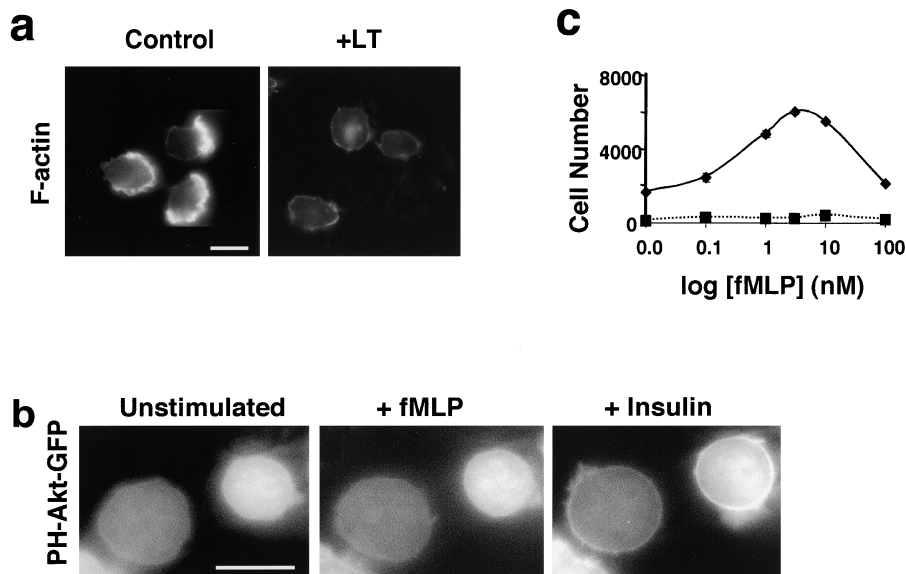 a
Control
+LT
F-actin
c
8000
4000
0
Cell Number
0.0 0.1 1 10 100
log [fMLP] (nM)
b
Unstimulated
+ fMLP
+ Insulin
PH-Akt-GFP